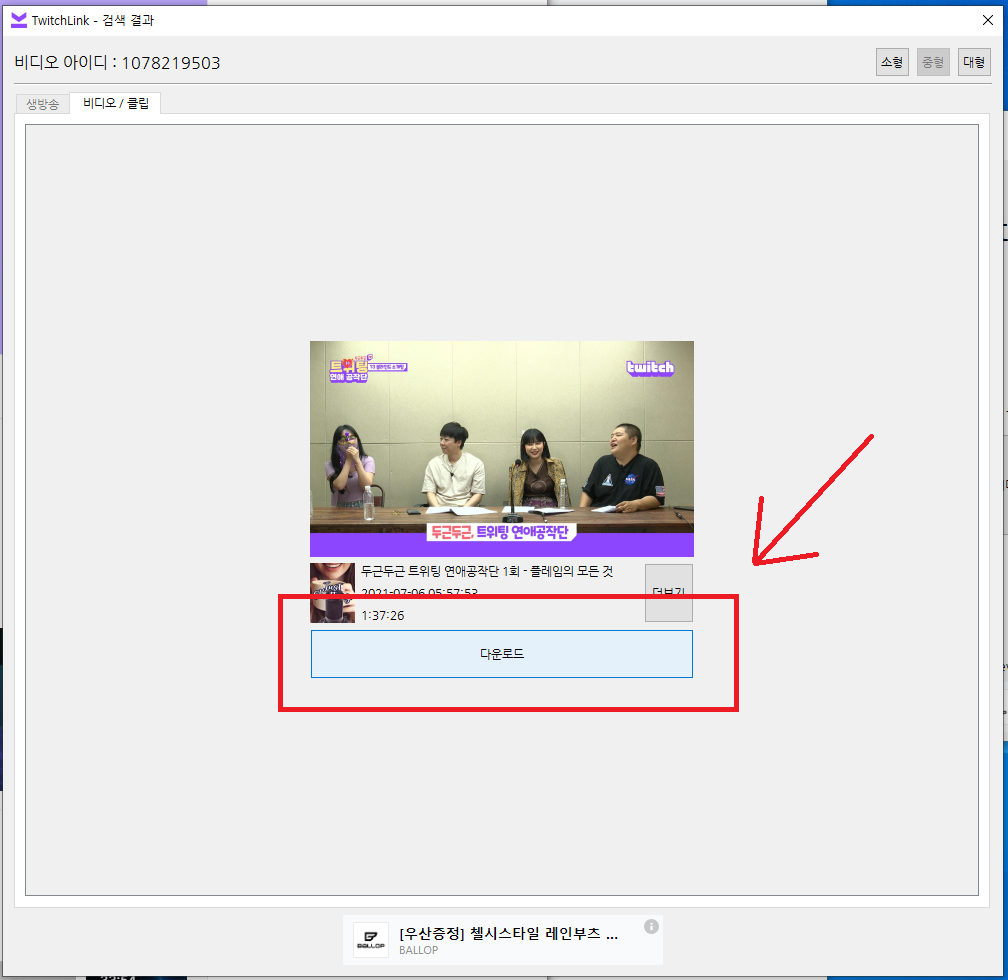 TwitchLink - 검색 결과
비디오 아이디 : 1078219503
소형
중형
대형
생방송
비디오 / 클립
트위팅
연애 공작단
twitch
두근두근, 트위팅 연애공작단
두근두근 트위팅 연애공작단 1회 - 플레임의 모든 것
2021-07-06 05:57:53
더보기
1:37:26
다운로드
[우산증정] 첼시스타일 레인부츠 ...
BALLOP
BALLOP